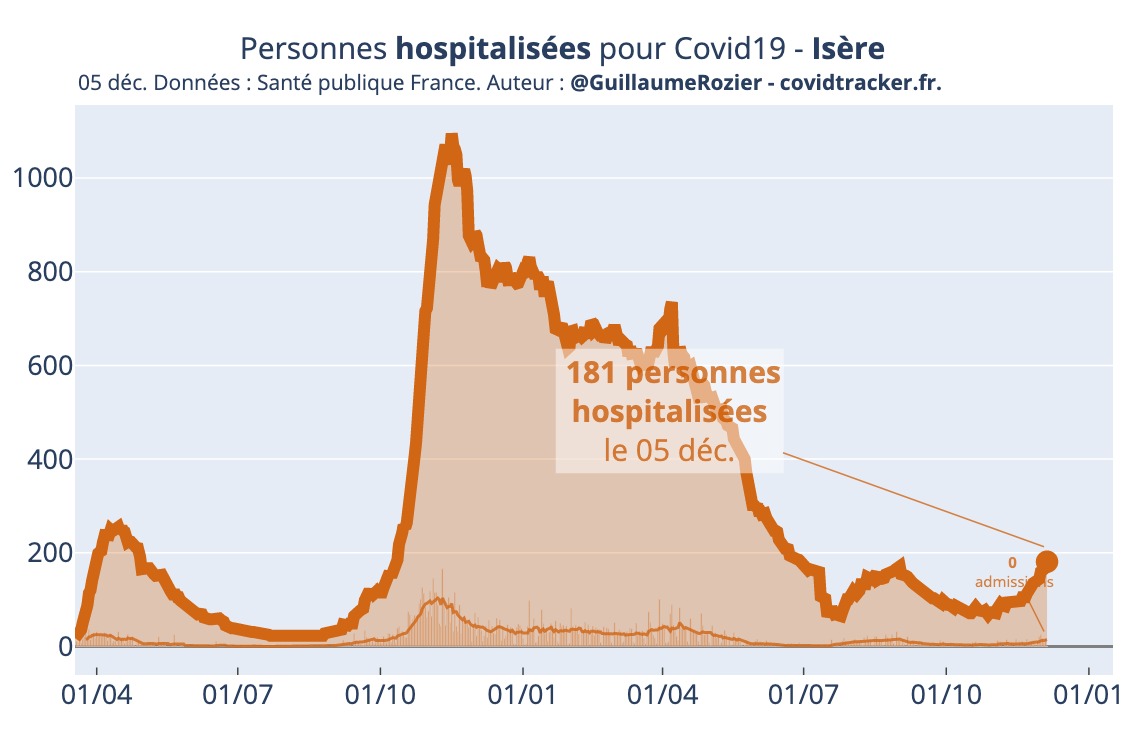 Personnes hospitalisées pour Covid19 - Isère
05 déc. Données : Santé publique France. Auteur : @GuillaumeRozier - covidtracker.fr.
1000
800
600
400
200
0
181 personnes
hospitalisées
le 05 déc.
0
admissions
01/04 01/07 01/10 01/01 01/04 01/07 01/10 01/01